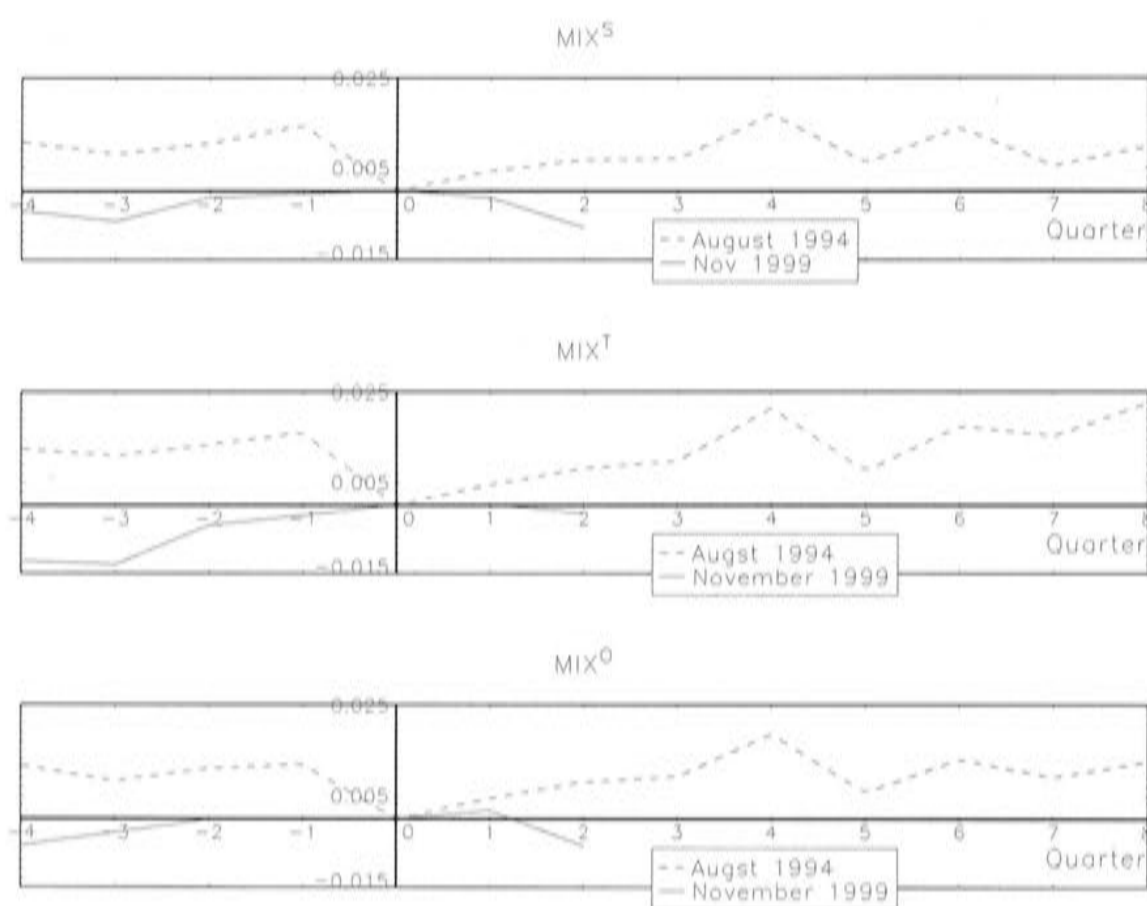 MIX^S
0.025
0.005
-4 -3 -2 -1 0 1 2 3 4 5 6 7 8
Quarter
-0.015
August 1994
Nov 1999
MIX^T
0.025
0.005
-4 -3 -2 -1 0 1 2 3 4 5 6 7 8
Quarter
-0.015
Augst 1994
November 1999
MIX^O
0.025
0.005
-4 -3 -2 -1 0 1 2 3 4 5 6 7 8
Quarter
-0.015
Augst 1994
November 1999